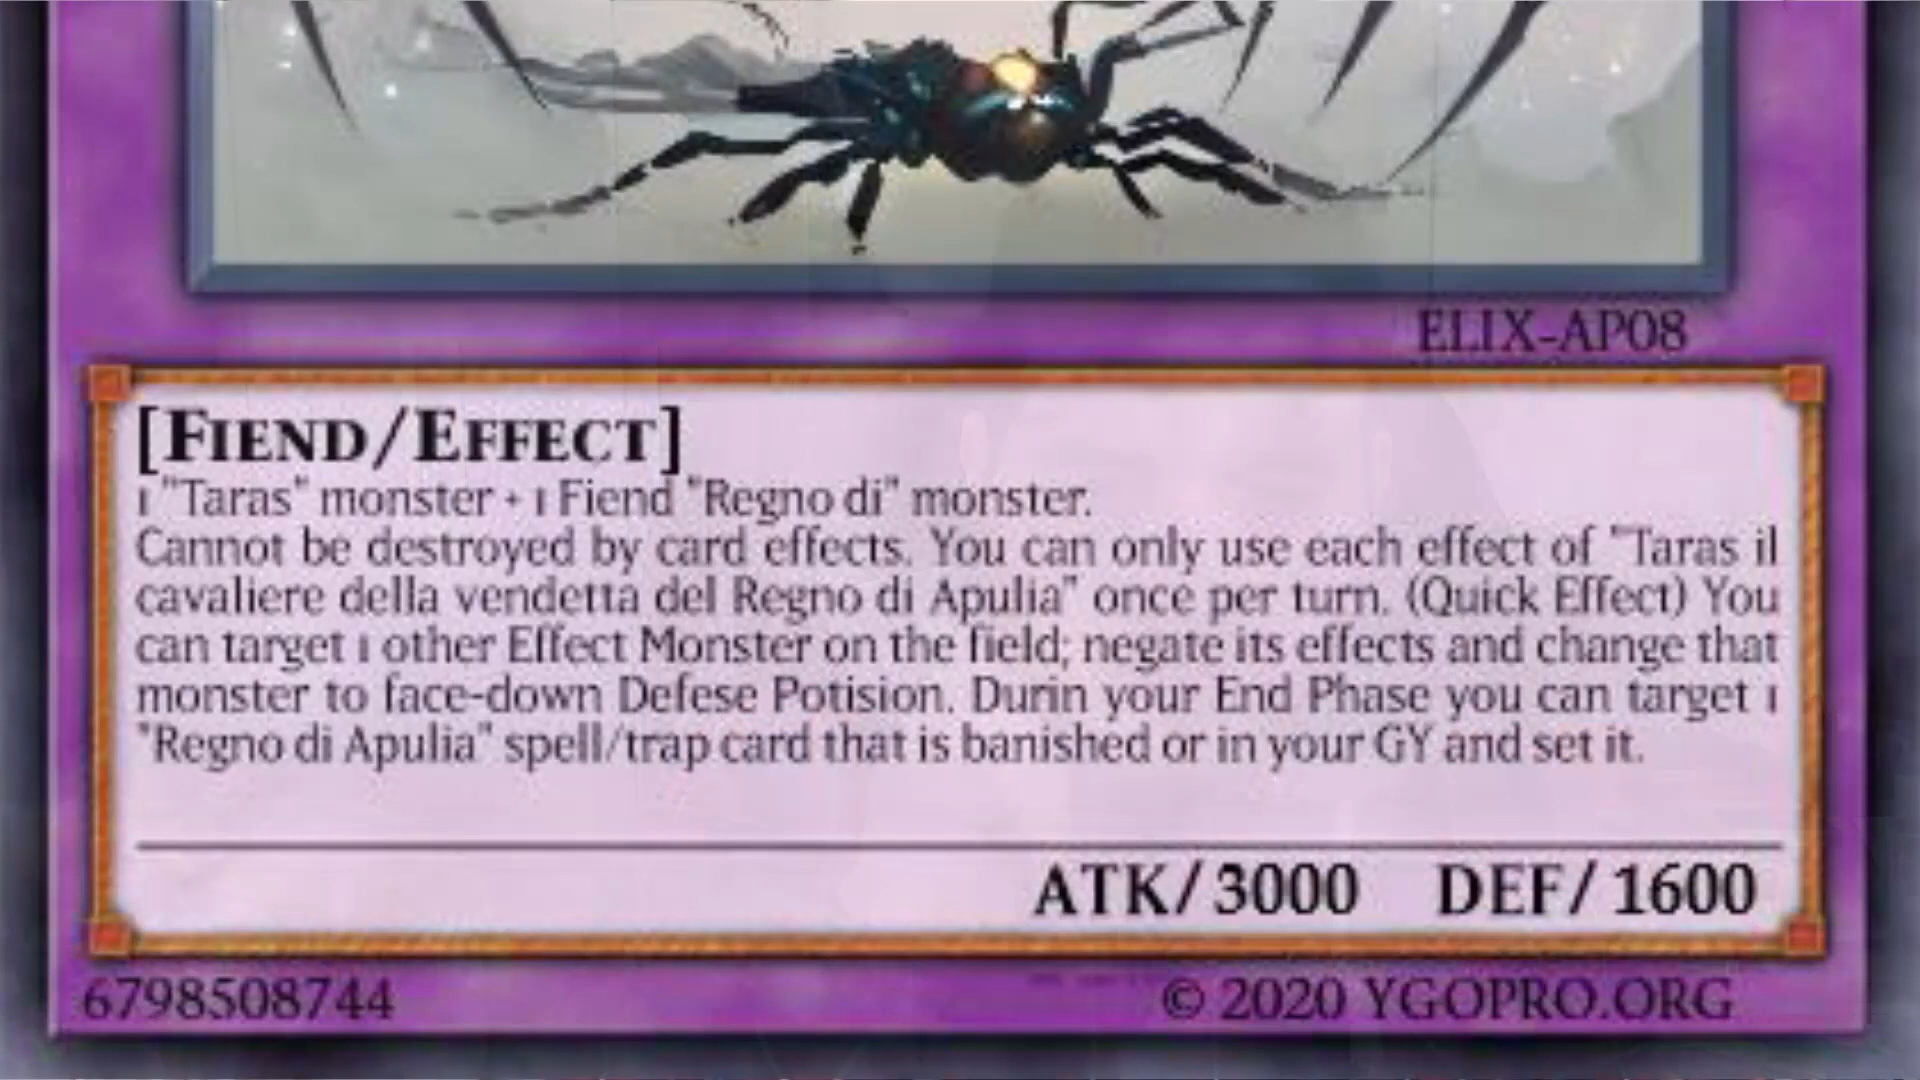 ELIX-AP08
[FIEND/EFFECT]
1 "Taras" monster + 1 Fiend "Regno di" monster.
Cannot be destroyed by card effects. You can only use each effect of "Taras il
cavaliere della vendetta del Regno di Apulia" once per turn. (Quick Effect) You
can target 1 other Effect Monster on the field; negate its effects and change that
monster to face-down Defese Potision. Durin your End Phase you can target 1
"Regno di Apulia" spell/trap card that is banished or in your GY and set it.
ATK/3000 DEF/1600
6798508744 © 2020 YGOPRO.ORG